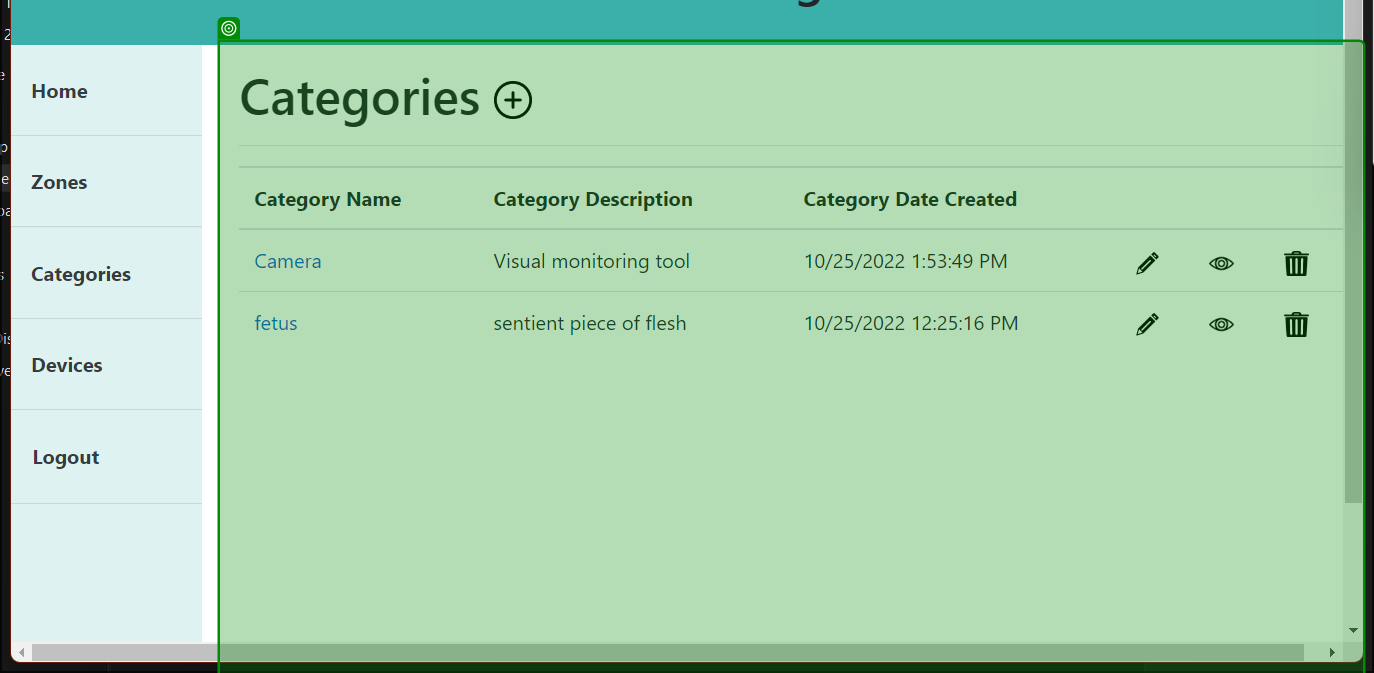 Home
Zones
Categories
Devices
Logout
Categories
Category Name Category Description Category Date Created
Camera Visual monitoring tool 10/25/2022 1:53:49 PM
fetus sentient piece of flesh 10/25/2022 12:25:16 PM